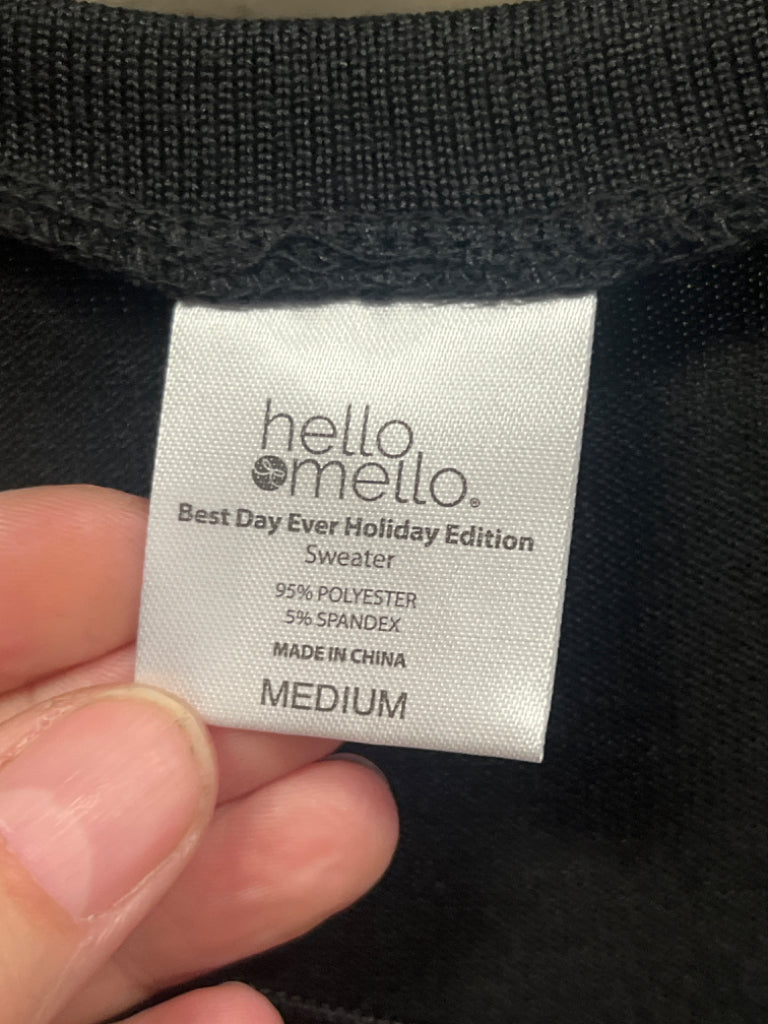 hello
mello®
Best Day Ever Holiday Edition
Sweater
95% POLYESTER
5% SPANDEX
MADE IN CHINA
MEDIUM